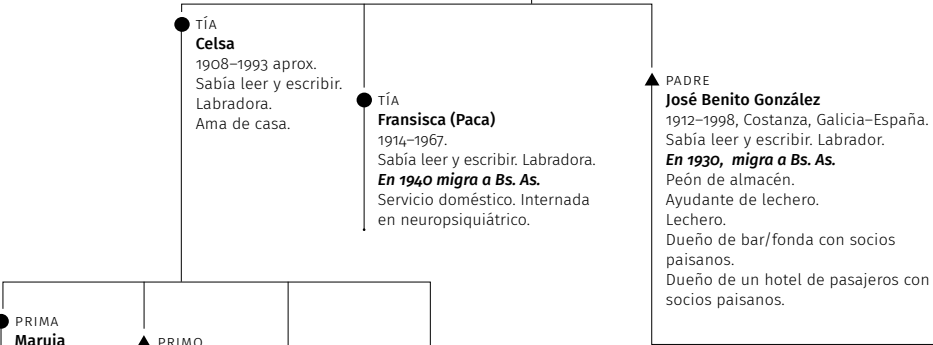 TÍA
Celsa
1908–1993 aprox.
Sabía leer y escribir.
Labradora.
Ama de casa.
TÍA
Fransisca (Paca)
1914–1967.
Sabía leer y escribir. Labradora.
En 1940 migra a Bs. As.
Servicio doméstico. Internada
en neuropsiquiátrico.
PADRE
José Benito González
1912–1998, Costanza, Galicia–España.
Sabía leer y escribir. Labrador.
En 1930, migra a Bs. As.
Peón de almacén.
Ayudante de lechero.
Lechero.
Dueño de bar/fonda con socios
paisanos.
Dueño de un hotel de pasajeros con
socios paisanos.
PRIMA
Maruja
PRIMO